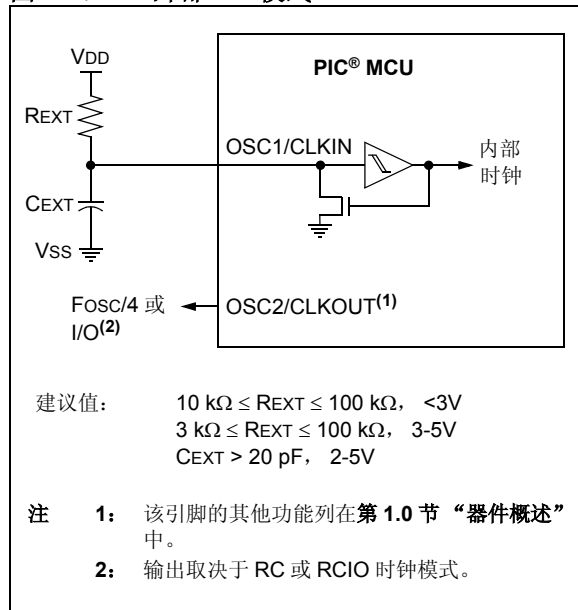 VDD
PIC® MCU
REXT
OSC1/CLKIN
内部
时钟
CEXT
VSS
FOSC/4 或
I/O(2)
OSC2/CLKOUT(1)
建议值: 10 kΩ ≤ REXT ≤ 100 kΩ, <3V
3 kΩ ≤ REXT ≤ 100 kΩ, 3-5V
CEXT > 20 pF, 2-5V
注 1: 该引脚的其他功能列在第 1.0 节 “器件概述”
中。
2: 输出取决于 RC 或 RCIO 时钟模式。